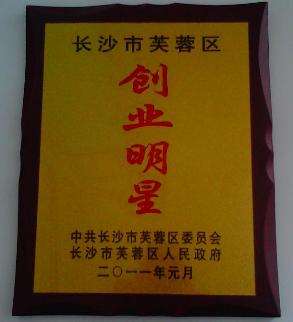 长沙市芙蓉区
创业明星
中共长沙市芙蓉区委员会
长沙市芙蓉区人民政府
二〇一一年元月